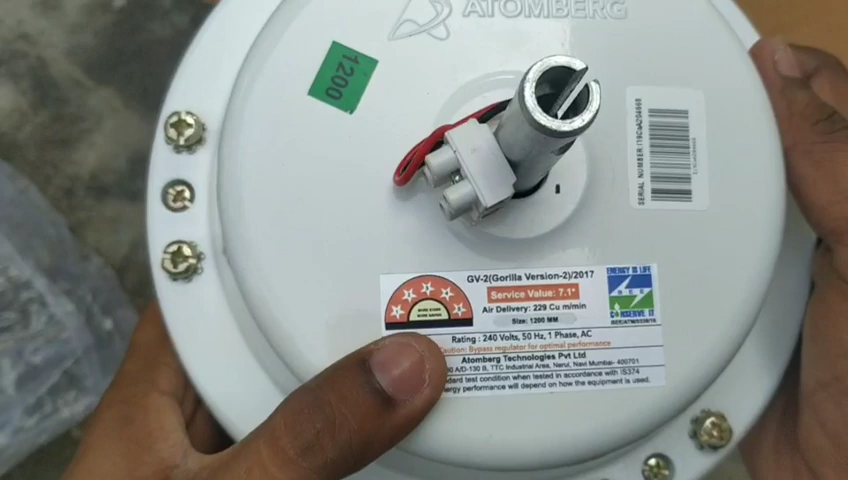 ATOMBERG
1200
SERIAL NUMBER:
GV-2(Gorilla Version-2)/2017
Service Value: 7.1*
Air Delivery: 229 Cu m/min
Size: 1200 MM
ENERGY IS LIFE
BEE
CONSERVE IT
Rating : 240 Volts, 50 Hz, 1 Phase, AC
Caution: Bypass regulator for optimal performance
Atomberg Technologies Pvt Ltd
A/D-130 B, TTC Industrial Area, Nerul, Navi Mumbai- 400701.
test condition when tested in accordance with IS374
performance will depend on how the equipment is used.